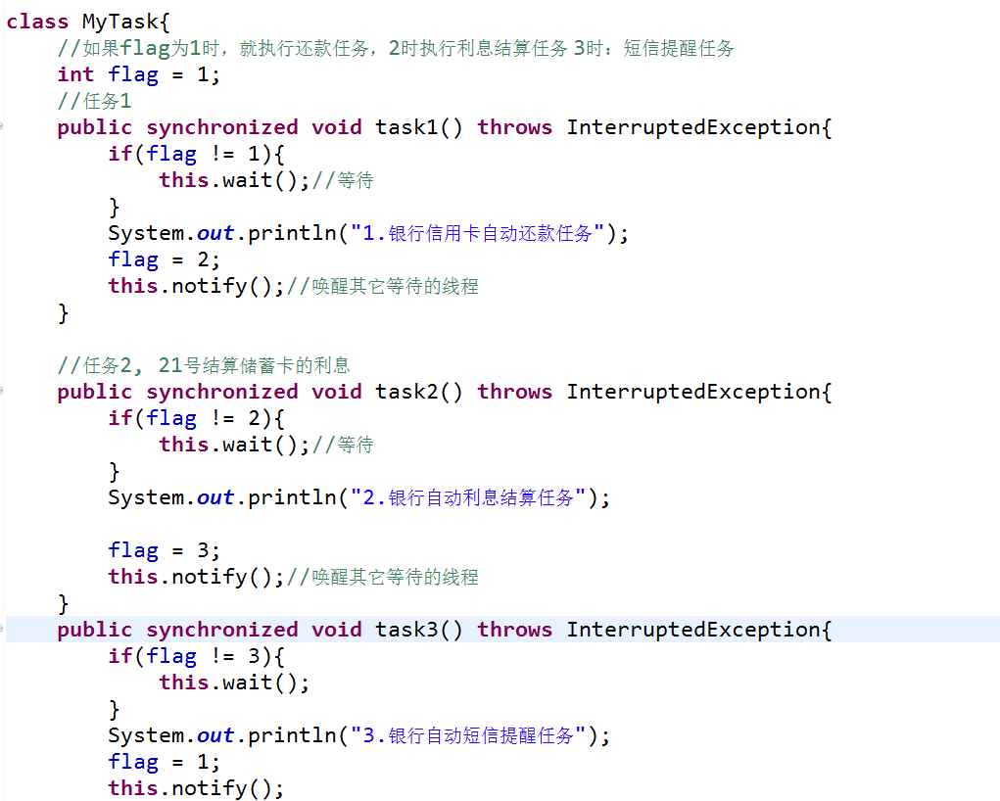 class MyTask{
//如果flag为1时，就执行还款任务，2时执行利息结算任务 3时：短信提醒任务
int flag = 1;
//任务1
public synchronized void task1() throws InterruptedException{
if(flag != 1){
this.wait();//等待
}
System.out.println("1.银行信用卡自动还款任务");
flag = 2;
this.notify();//唤醒其它等待的线程
}
//任务2, 21号结算储蓄卡的利息
public synchronized void task2() throws InterruptedException{
if(flag != 2){
this.wait();//等待
}
System.out.println("2.银行自动利息结算任务");
flag = 3;
this.notify();//唤醒其它等待的线程
}
public synchronized void task3() throws InterruptedException{
if(flag != 3){
this.wait();
}
System.out.println("3.银行自动短信提醒任务");
flag = 1;
this.notify();